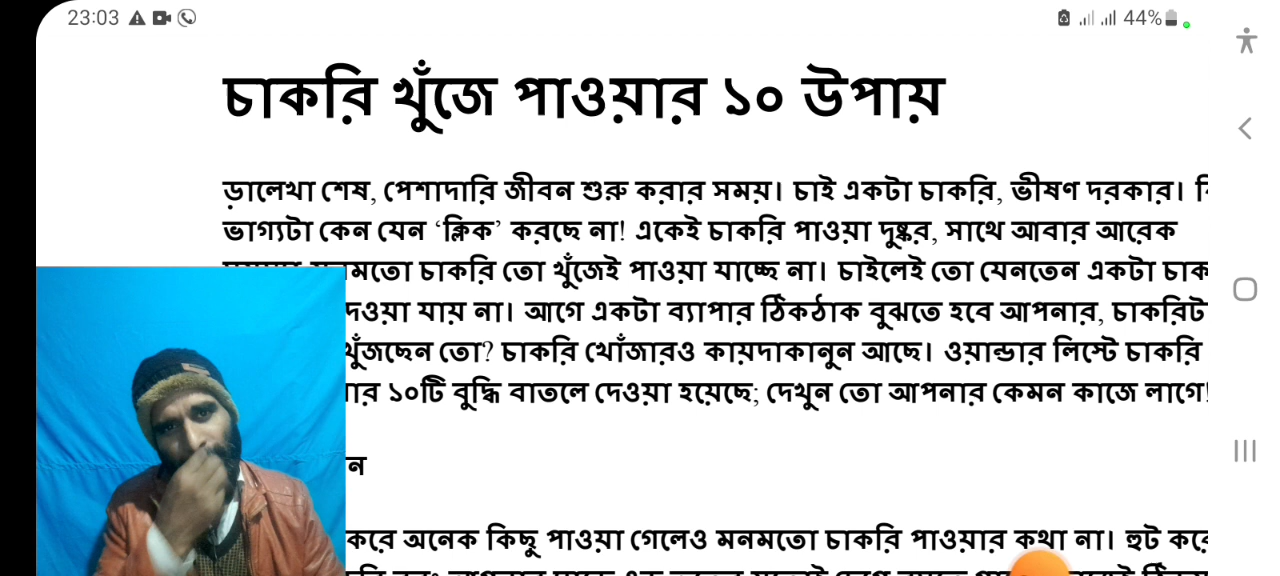 23:03
44%
চাকরি খুঁজে পাওয়ার ১০ উপায়
ড়ালেখা শেষ, পেশাদারি জীবন শুরু করার সময়। চাই একটা চাকরি, ভীষণ দরকার।
ভাগ্যটা কেন যেন ‘ক্লিক’ করছে না! একেই চাকরি পাওয়া দুষ্কর, সাথে আবার আরেক
চাকরি তো খুঁজেই পাওয়া যাচ্ছে না। চাইলেই তো যেনতেন একটা চাক
দওয়া যায় না। আগে একটা ব্যাপার ঠিকঠাক বুঝতে হবে আপনার, চাকরিটা
খুঁজছেন তো? চাকরি খোঁজারও কায়দাকানুন আছে। ওয়ান্ডার লিস্টে চাকরি
ার ১০টি বুদ্ধি বাতলে দেওয়া হয়েছে; দেখুন তো আপনার কেমন কাজে লাগে!
ন
করে অনেক কিছু পাওয়া গেলেও মনমতো চাকরি পাওয়ার কথা না। হুট করে